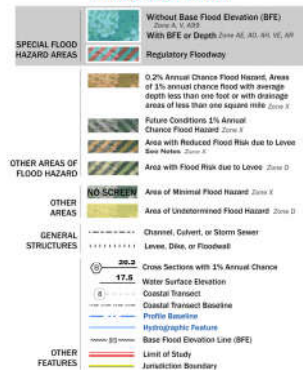 Without Base Flood Elevation (BFE)
Zone A, V, A99
With BFE or Depth Zone AE, AO, AH, VE, AR
SPECIAL FLOOD
HAZARD AREAS
Regulatory Floodway
0.2% Annual Chance Flood Hazard, Areas
of 1% annual chance flood with average
depth less than one foot or with drainage
areas of less than one square mile Zone X
Future Conditions 1% Annual
Chance Flood Hazard Zone X
Area with Reduced Flood Risk due to Levee
See Notes Zone X
OTHER AREAS OF
FLOOD HAZARD
Area with Flood Risk due to Levee Zone D
NO SCREEN Area of Minimal Flood Hazard Zone X
OTHER
AREAS
Area of Undetermined Flood Hazard Zone D
GENERAL
STRUCTURES
Channel, Culvert, or Storm Sewer
Levee, Dike, or Floodwall
20.2
B
Cross Sections with 1% Annual Chance
17.5 Water Surface Elevation
8
Coastal Transect
Coastal Transect Baseline
Profile Baseline
Hydrographic Feature
Base Flood Elevation Line (BFE)
OTHER
FEATURES
Limit of Study
Jurisdiction Boundary